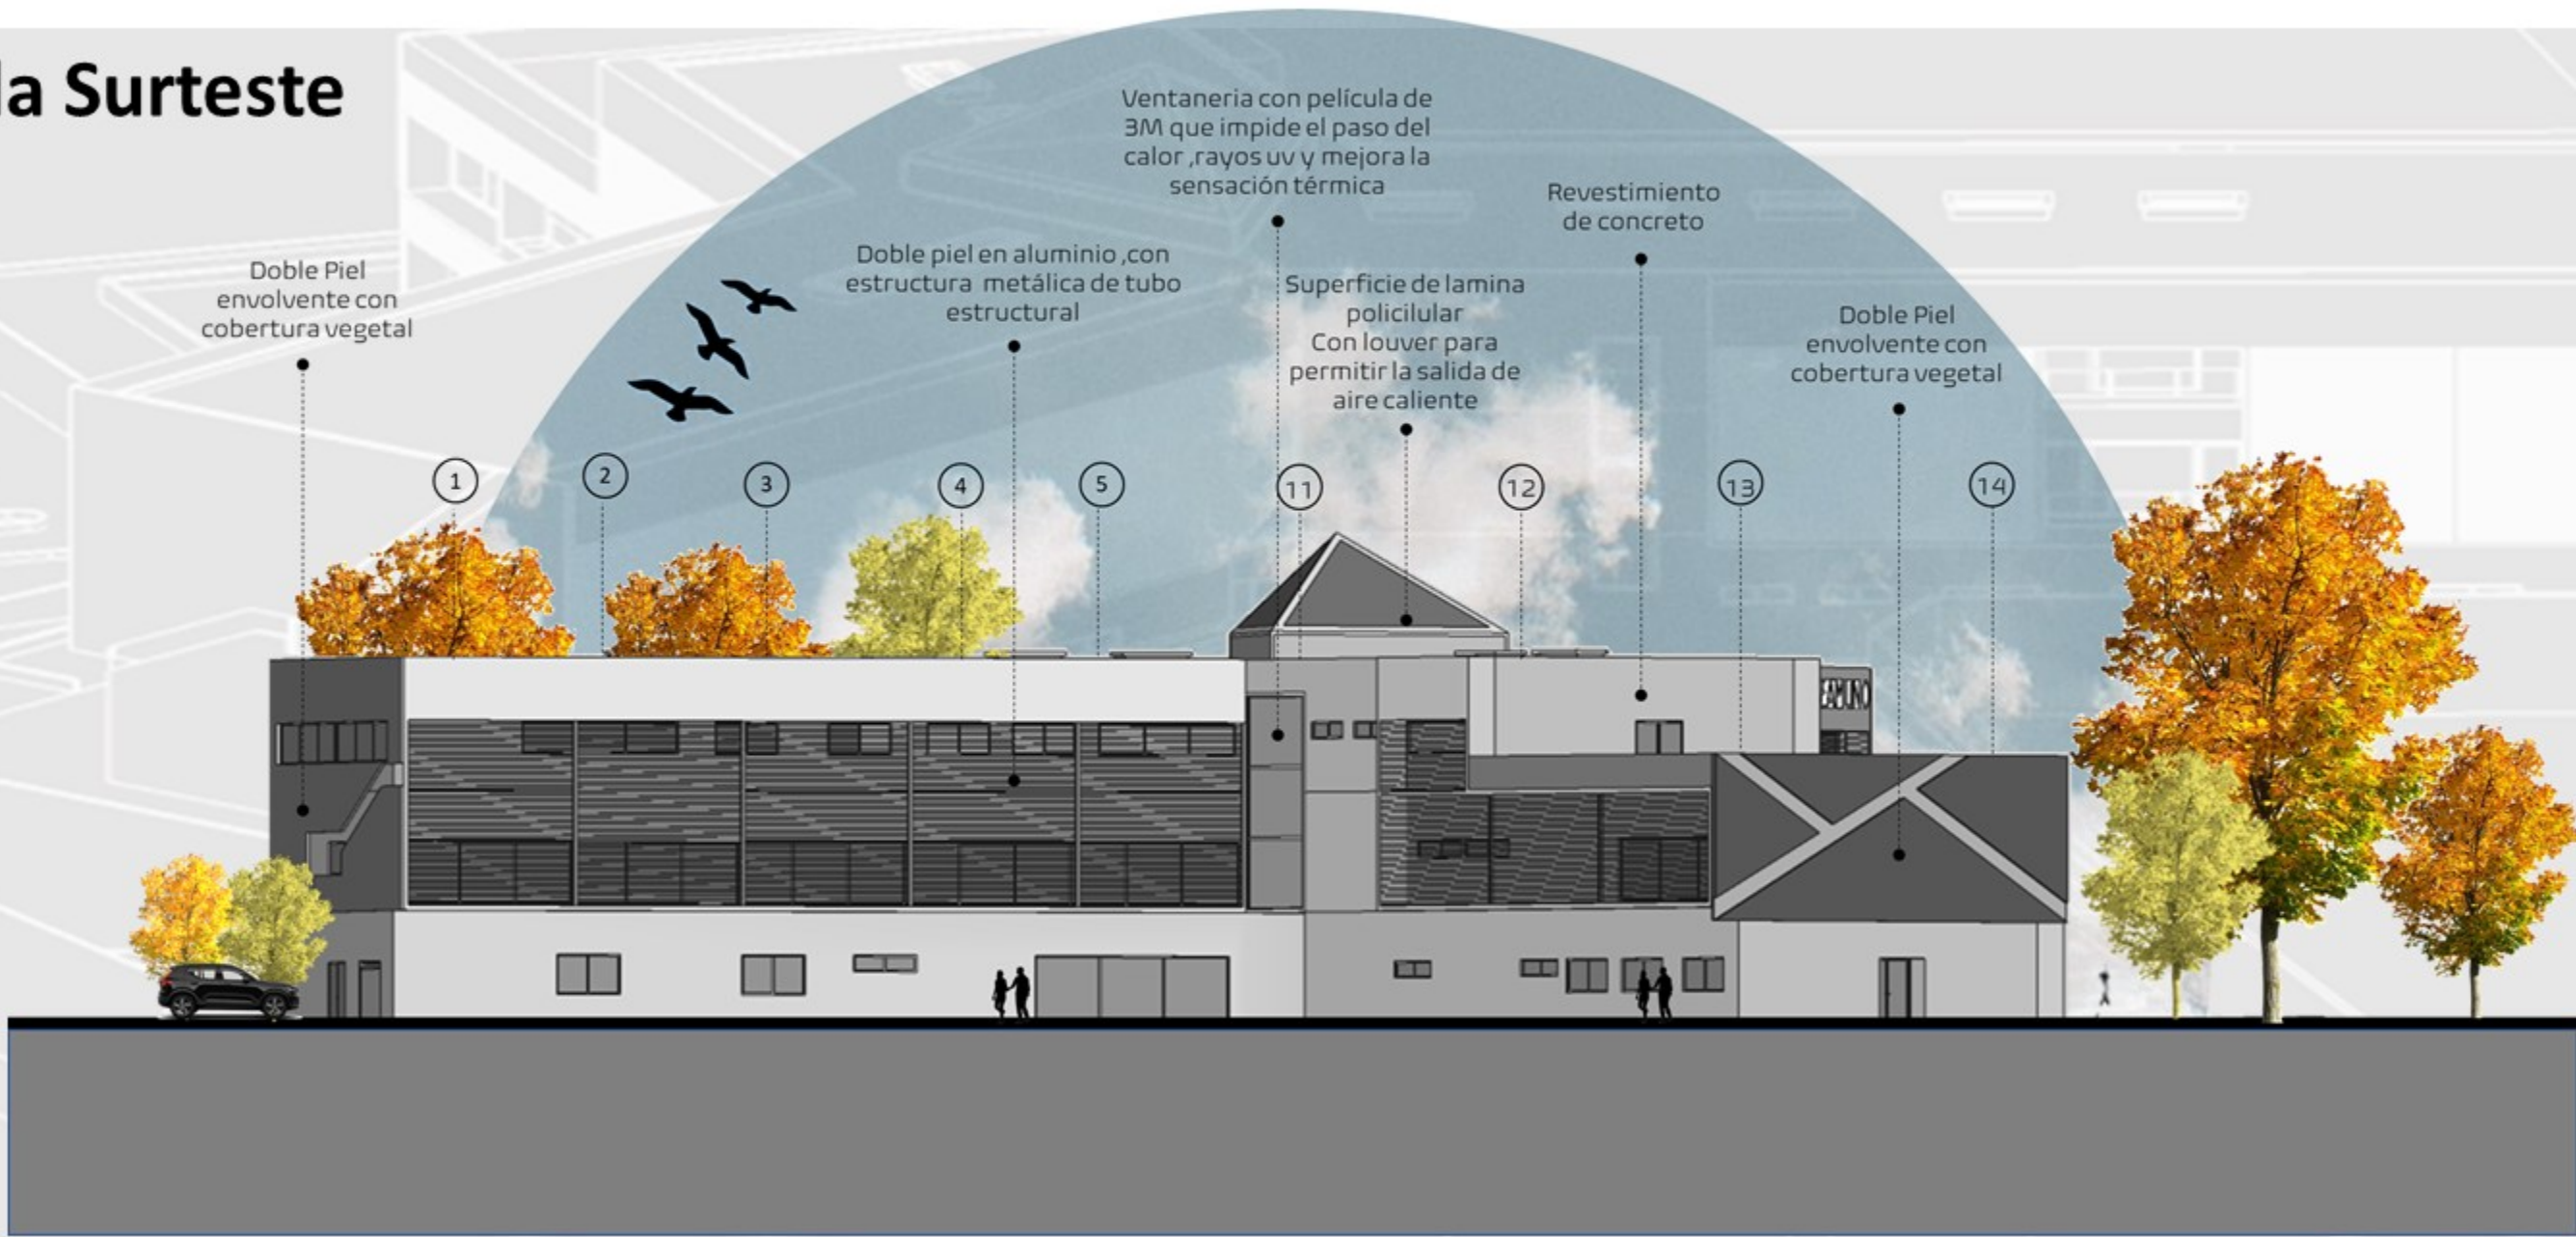 la Surteste
Ventaneria con película de
3M que impide el paso del
calor ,rayos uv y mejora la
sensación térmica
Revestimiento
de concreto
Doble piel en aluminio ,con
estructura metálica de tubo
estructural
Doble Piel
envolvente con
cobertura vegetal
Superficie de lamina
policilular
Con louver para
permitir la salida de
aire caliente
Doble Piel
envolvente con
cobertura vegetal
1
2
3
4
5
11
12
13
14